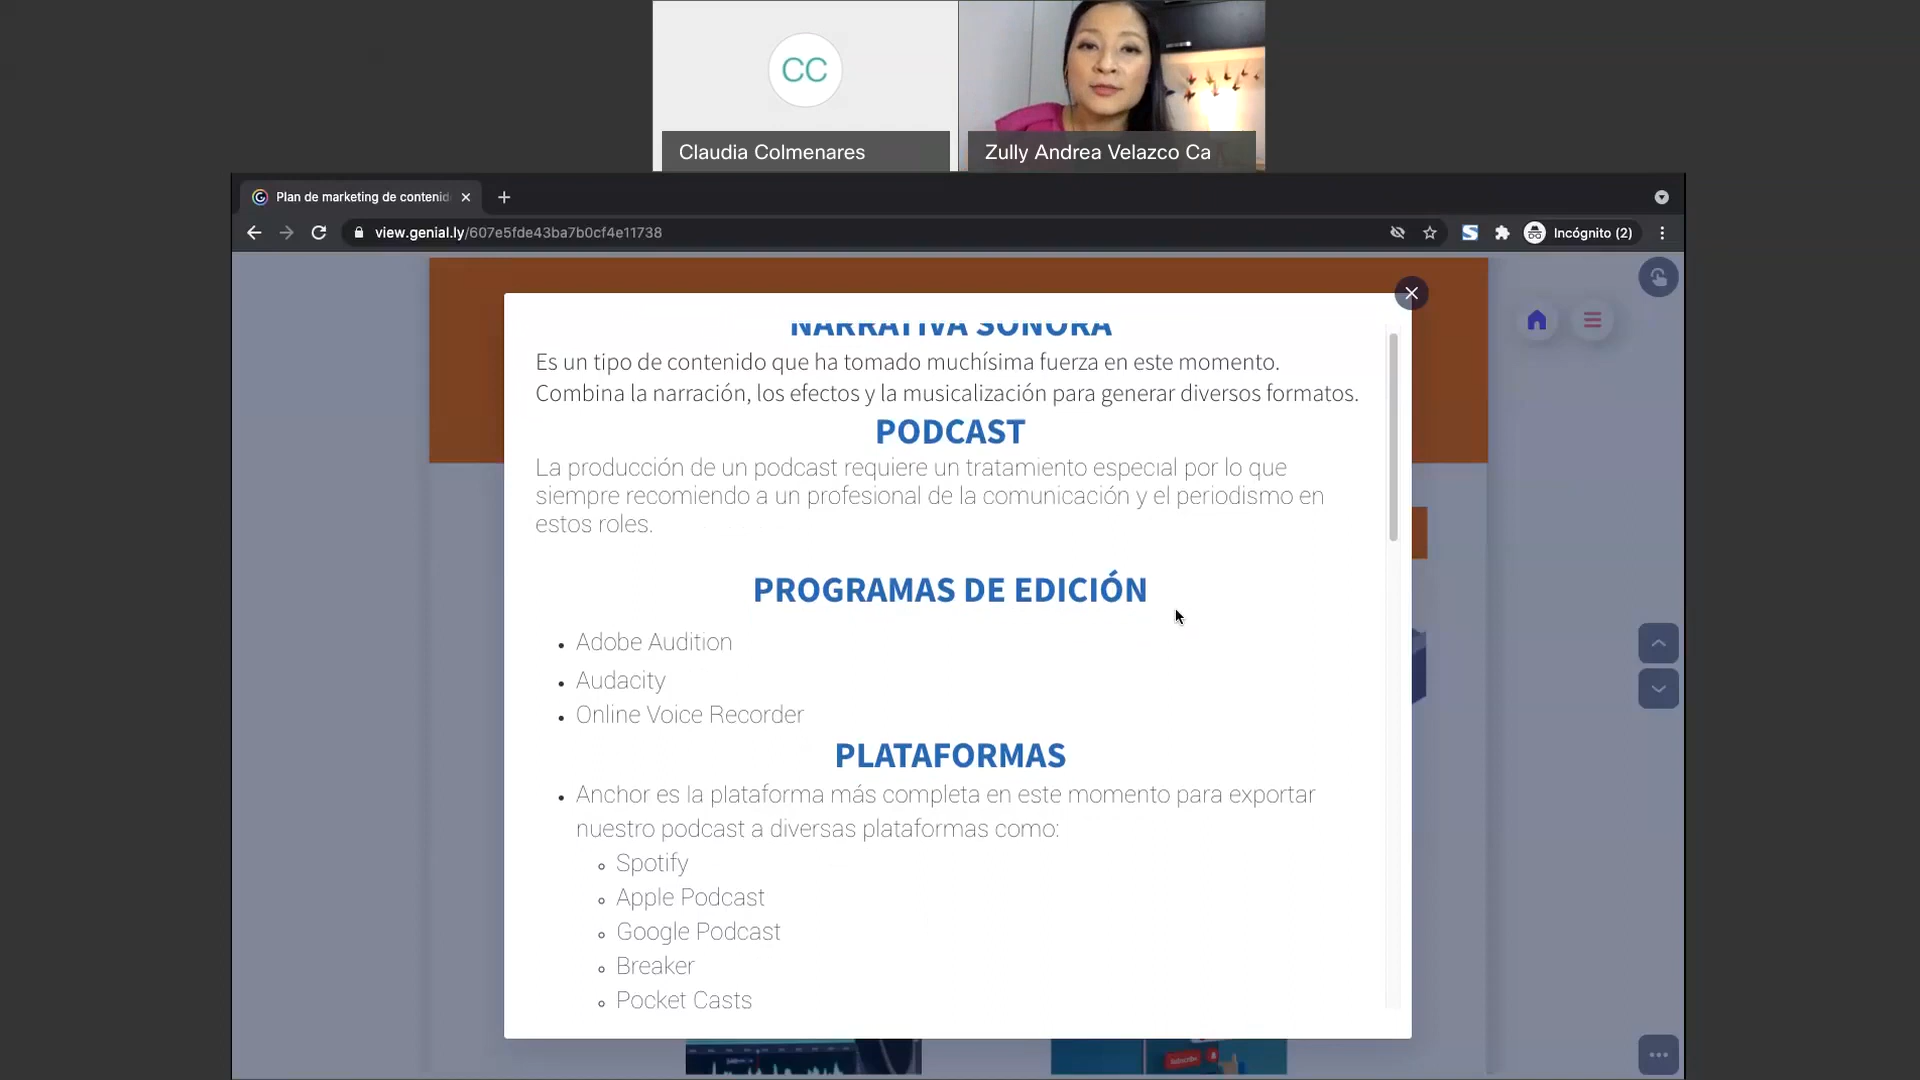 CC
Claudia Colmenares
Zully Andrea Velazco Ca
Plan de marketing de contenid
view.genial.ly/607e5fde43ba7b0cf4e11738
Incógnito (2)
NARRATIVA SONORA
Es un tipo de contenido que ha tomado muchísima fuerza en este momento.
Combina la narración, los efectos y la musicalización para generar diversos formatos.
PODCAST
La producción de un podcast requiere un tratamiento especial por lo que
siempre recomiendo a un profesional de la comunicación y el periodismo en
estos roles.
PROGRAMAS DE EDICIÓN
Adobe Audition
Audacity
Online Voice Recorder
PLATAFORMAS
Anchor es la plataforma más completa en este momento para exportar
nuestro podcast a diversas plataformas como:
Spotify
Apple Podcast
Google Podcast
Breaker
Pocket Casts